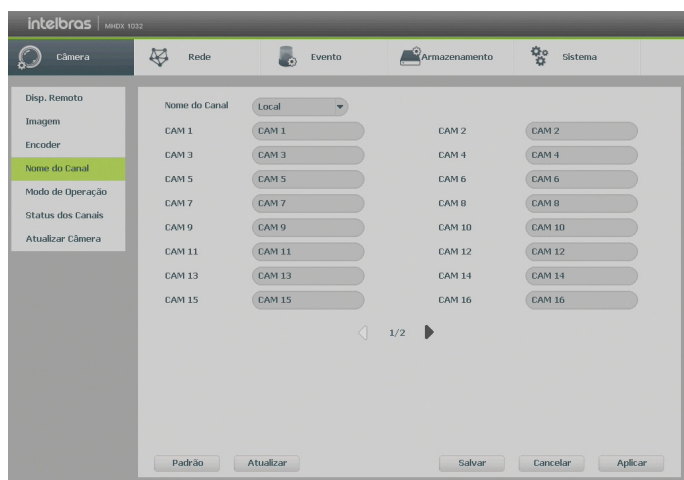 intelbras | MHDX 1032
Câmera Rede Evento Armazenamento Sistema
Disp. Remoto
Imagem
Encoder
Nome do Canal
Modo de Operação
Status dos Canais
Atualizar Câmera
Nome do Canal Local
CAM 1 CAM 1 CAM 2 CAM 2
CAM 3 CAM 3 CAM 4 CAM 4
CAM 5 CAM 5 CAM 6 CAM 6
CAM 7 CAM 7 CAM 8 CAM 8
CAM 9 CAM 9 CAM 10 CAM 10
CAM 11 CAM 11 CAM 12 CAM 12
CAM 13 CAM 13 CAM 14 CAM 14
CAM 15 CAM 15 CAM 16 CAM 16
1/2
Padrão Atualizar Salvar Cancelar Aplicar